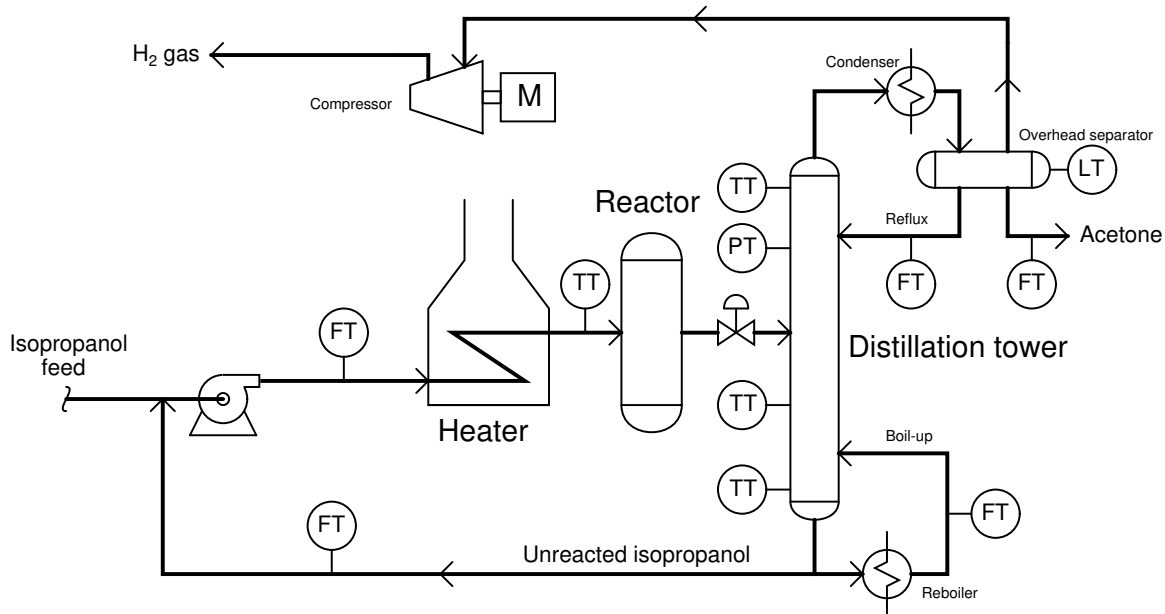 H₂ gas
Compressor
M
Condenser
Overhead separator
LT
TT
Reactor
PT
Reflux
Acetone
FT
FT
TT
FT
Isopropanol
feed
Distillation tower
Heater
TT
Boil-up
TT
FT
FT
Unreacted isopropanol
Reboiler